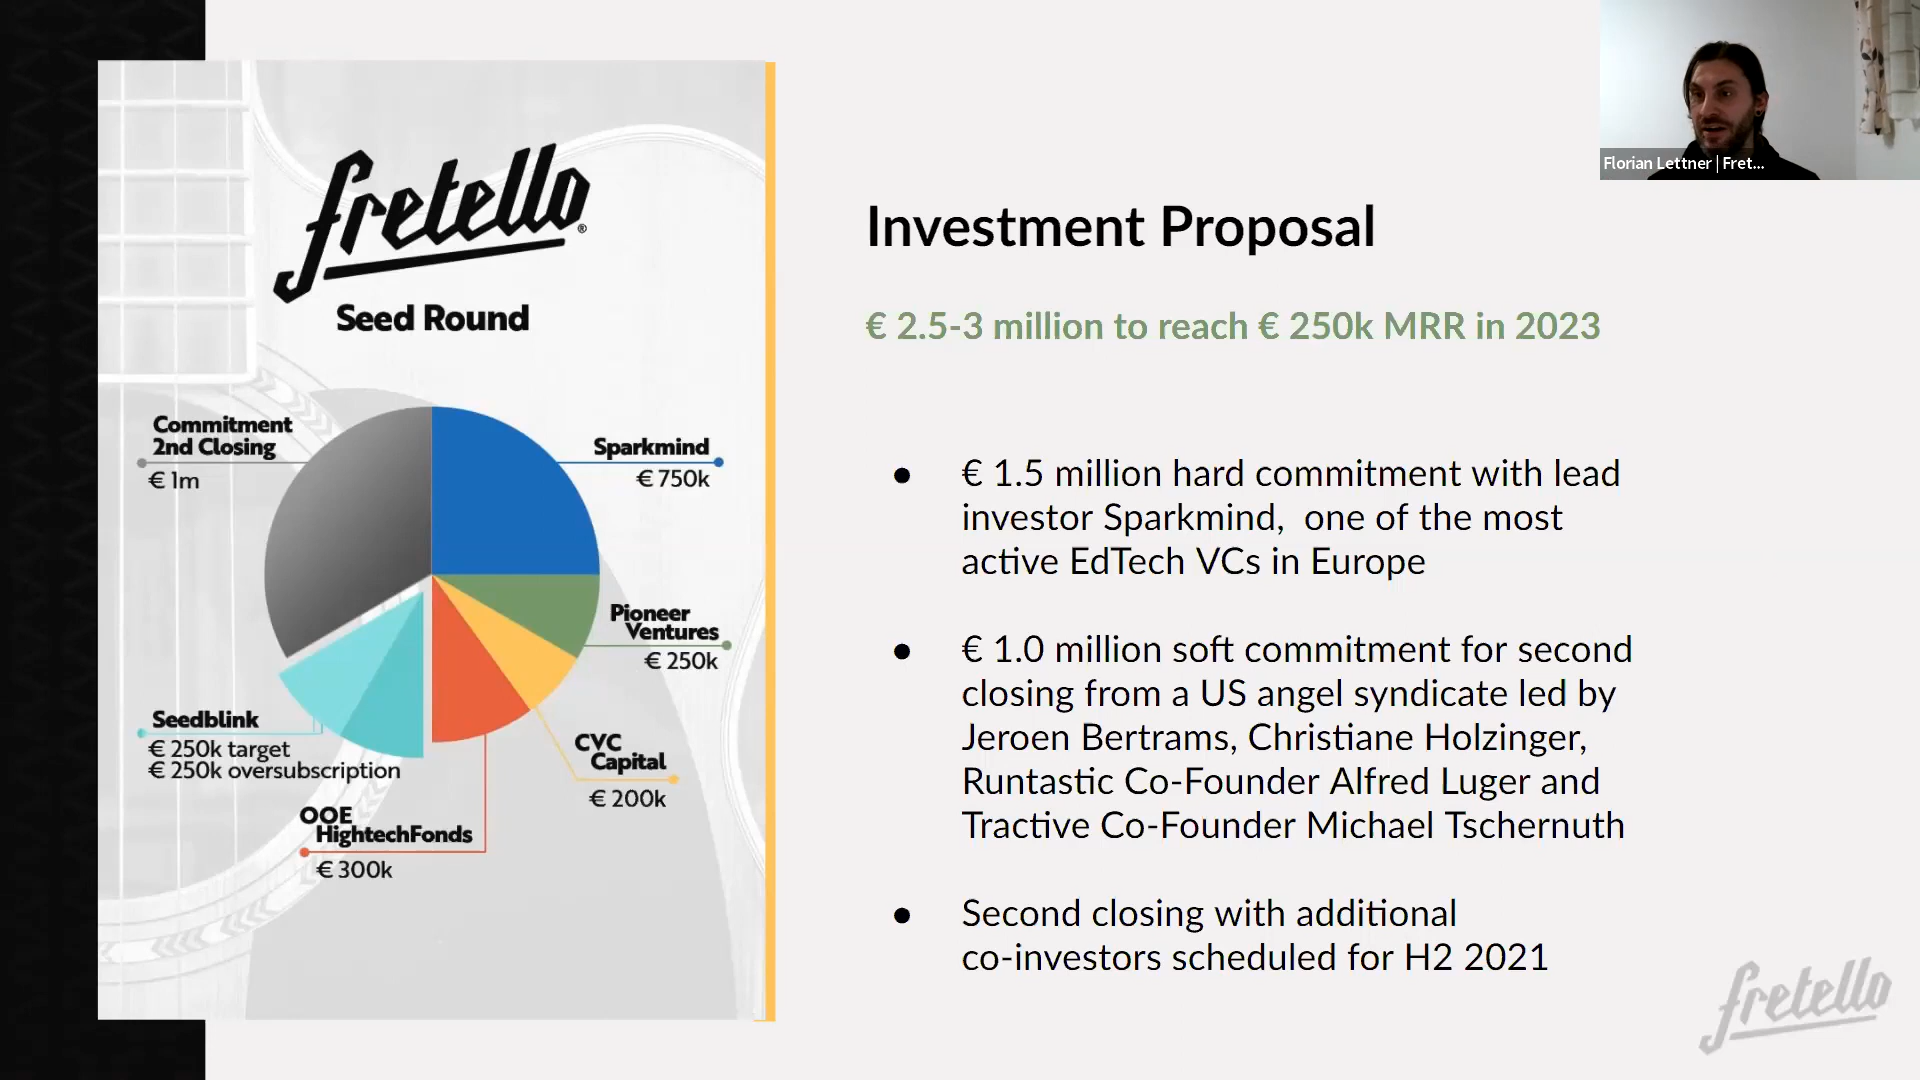 fretello®
Seed Round
Commitment
2nd Closing
€ 1m
Sparkmind
€ 750k
Pioneer
Ventures
€ 250k
CVC
Capital
€ 200k
OOE
HightechFonds
€ 300k
Seedblink
€ 250k target
€ 250k oversubscription
Investment Proposal
€ 2.5-3 million to reach € 250k MRR in 2023
● € 1.5 million hard commitment with lead
investor Sparkmind, one of the most
active EdTech VCs in Europe
● € 1.0 million soft commitment for second
closing from a US angel syndicate led by
Jeroen Bertrams, Christiane Holzinger,
Runtastic Co-Founder Alfred Luger and
Tractive Co-Founder Michael Tschernuth
● Second closing with additional
co-investors scheduled for H2 2021
Florian Lettner | Fret...
fretello